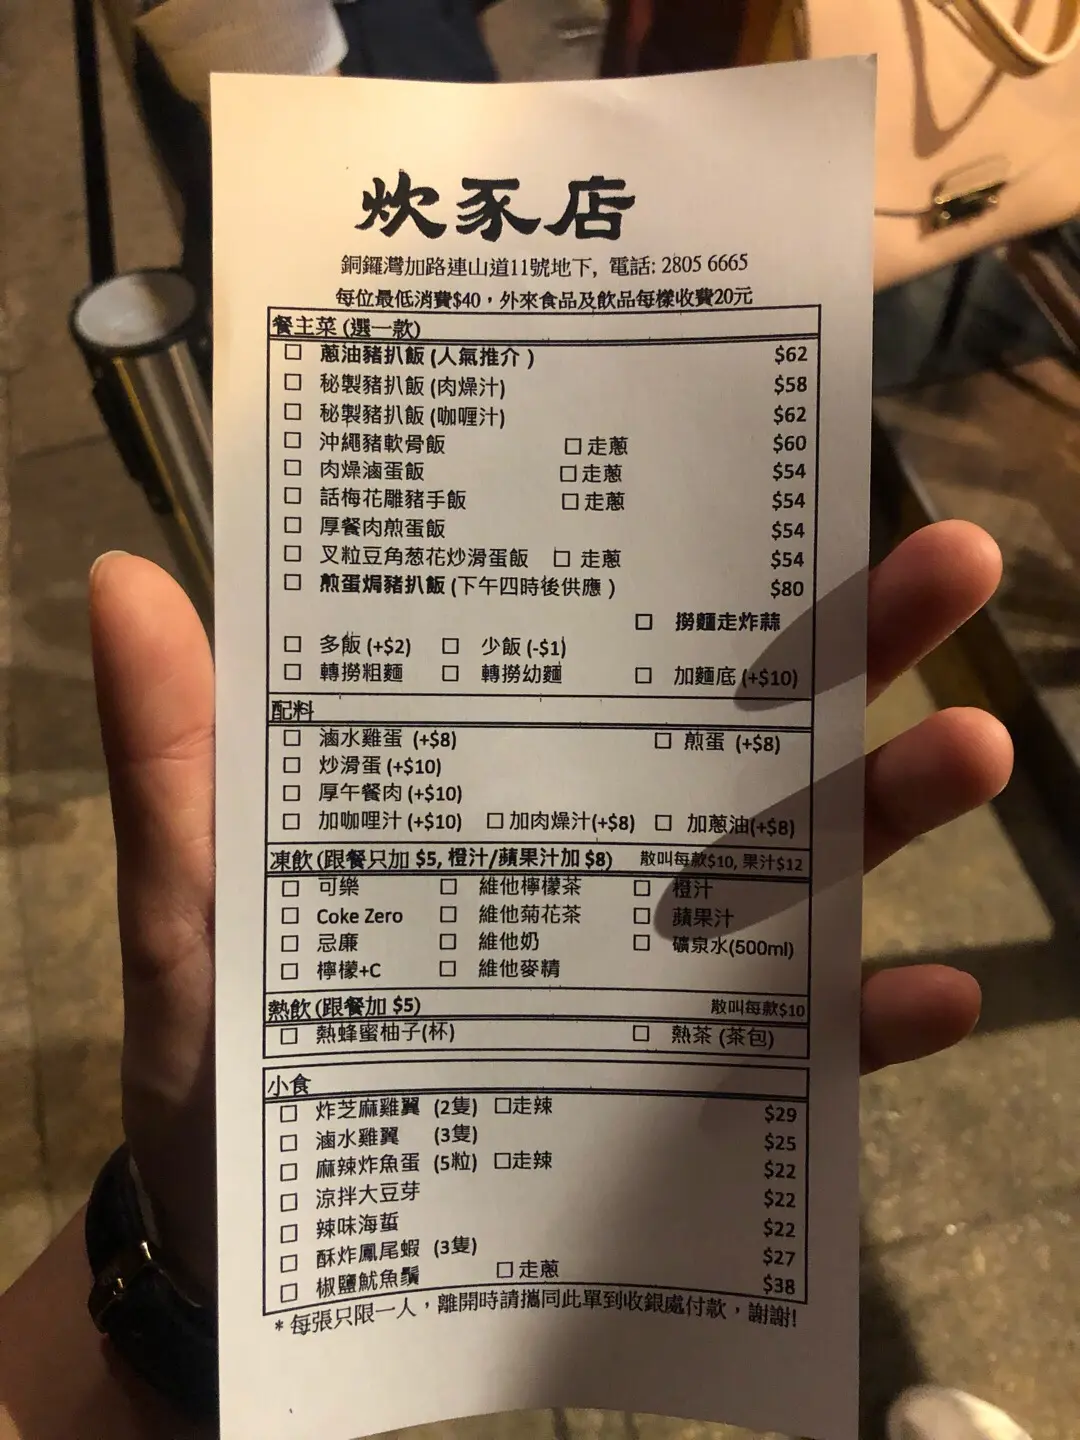 炊豕店
銅鑼灣加路連山道11號地下, 電話: 2805 6665
每位最低消費$40，外來食品及飲品每樣收費20元
餐主菜 (選一款)
☐ 蔥油豬扒飯 (人氣推介 ) $62
☐ 秘製豬扒飯 (肉燥汁) $58
☐ 秘製豬扒飯 (咖喱汁) $62
☐ 沖繩豬軟骨飯 ☐ 走蔥 $60
☐ 肉燥滷蛋飯 ☐ 走蔥 $54
☐ 話梅花雕豬手飯 ☐ 走蔥 $54
☐ 厚餐肉煎蛋飯 $54
☐ 叉粒豆角葱花炒滑蛋飯 ☐ 走蔥 $54
☐ 煎蛋焗豬扒飯 (下午四時後供應 ) $80
☐ 撈麵走炸蒜
☐ 多飯 (+$2) ☐ 少飯 (-$1)
☐ 轉撈粗麵 ☐ 轉撈幼麵 ☐ 加麵底 (+$10)
配料
☐ 滷水雞蛋 (+$8) ☐ 煎蛋 (+$8)
☐ 炒滑蛋 (+$10)
☐ 厚午餐肉 (+$10)
☐ 加咖哩汁 (+$10) ☐ 加肉燥汁(+$8) ☐ 加蔥油(+$8)
凍飲 (跟餐只加 $5, 橙汁/蘋果汁加 $8) 散叫每款$10, 果汁$12
☐ 可樂 ☐ 維他檸檬茶 ☐ 橙汁
☐ Coke Zero ☐ 維他菊花茶 ☐ 蘋果汁
☐ 忌廉 ☐ 維他奶 ☐ 礦泉水(500ml)
☐ 檸檬+C ☐ 維他麥精
熱飲 (跟餐加 $5) 散叫每款$10
☐ 熱蜂蜜柚子(杯) ☐ 熱茶 (茶包)
小食
☐ 炸芝麻雞翼 (2隻) ☐走辣 $29
☐ 滷水雞翼 (3隻) $25
☐ 麻辣炸魚蛋 (5粒) ☐走辣 $22
☐ 涼拌大豆芽 $22
☐ 辣味海蜇 $22
☐ 酥炸鳳尾蝦 (3隻) $27
☐ 椒鹽魷魚鬚 ☐ 走蔥 $38
* 每張只限一人，離開時請攜同此單到收銀處付款，謝謝!